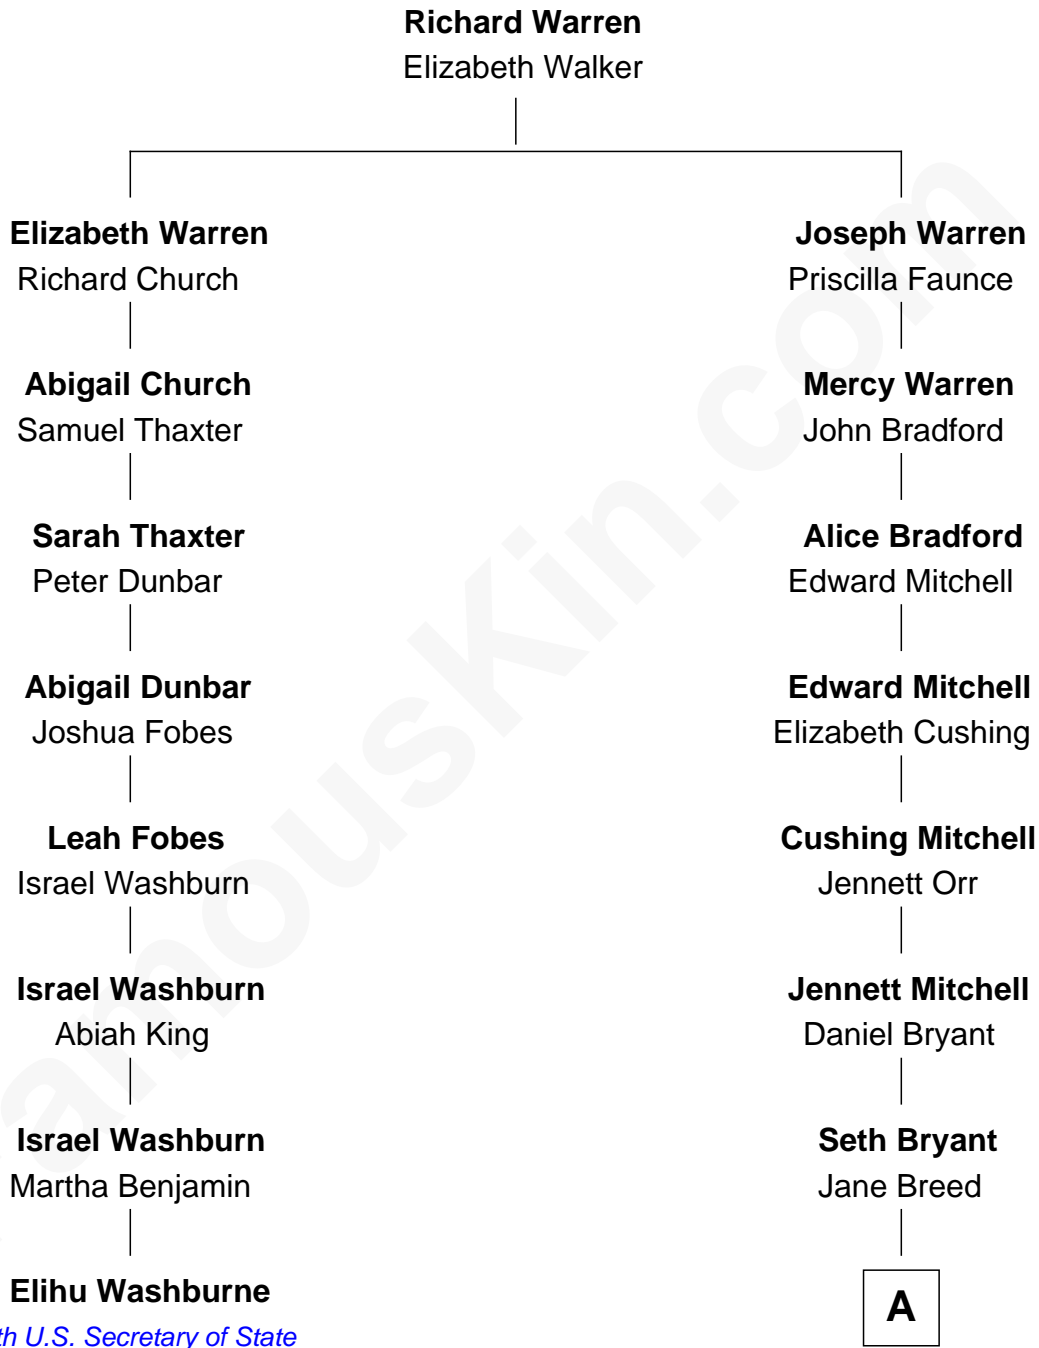 Richard Warren
Elizabeth Walker
Elizabeth Warren
Richard Church
Abigail Church
Samuel Thaxter
Sarah Thaxter
Peter Dunbar
Abigail Dunbar
Joshua Fobes
Leah Fobes
Israel Washburn
Israel Washburn
Abiah King
Israel Washburn
Martha Benjamin
Elihu Washburne
th U.S. Secretary of State
Joseph Warren
Priscilla Faunce
Mercy Warren
John Bradford
Alice Bradford
Edward Mitchell
Edward Mitchell
Elizabeth Cushing
Cushing Mitchell
Jennett Orr
Jennett Mitchell
Daniel Bryant
Seth Bryant
Jane Breed
A
amouskin.com